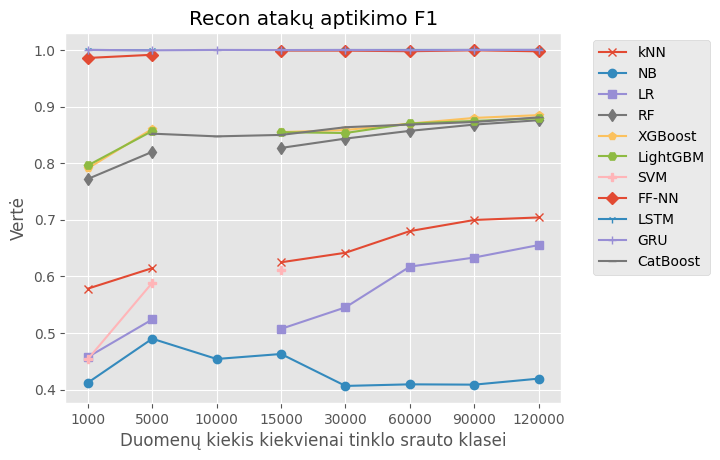 Recon atakų aptikimo F1
Vertė
1.0
0.9
0.8
0.7
0.6
0.5
0.4
1000 5000 10000 15000 30000 60000 90000 120000
Duomenų kiekis kiekvienai tinklo srauto klasei
kNN
NB
LR
RF
XGBoost
LightGBM
SVM
FF-NN
LSTM
GRU
CatBoost